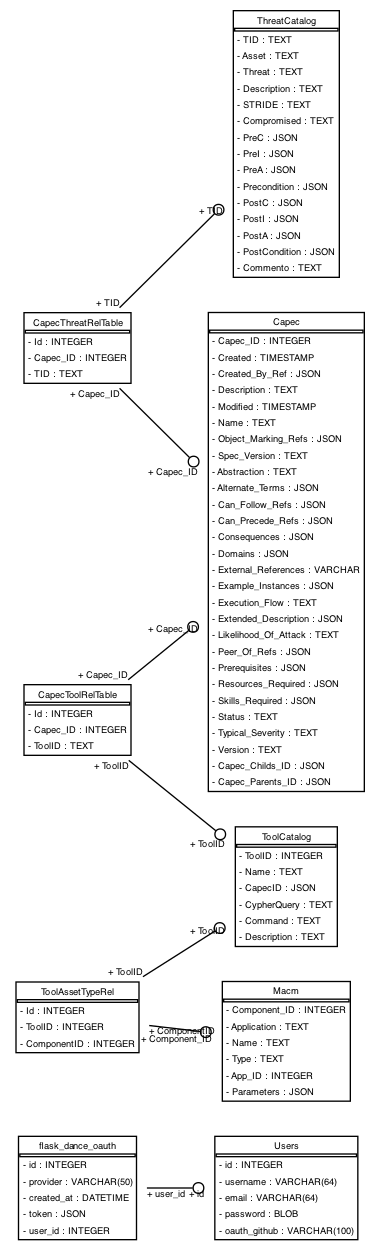 ThreatCatalog
- TID : TEXT
- Asset : TEXT
- Threat : TEXT
- Description : TEXT
- STRIDE : TEXT
- Compromised : TEXT
- PreC : JSON
- PreI : JSON
- PreA : JSON
- Precondition : JSON
- PostC : JSON
- PostI : JSON
- PostA : JSON
- PostCondition : JSON
- Commento : TEXT
+ TID
+ TID
CapecThreatRelTable
- Id : INTEGER
- Capec_ID : INTEGER
- TID : TEXT
+ Capec_ID
+ Capec_ID
Capec
- Capec_ID : INTEGER
- Created : TIMESTAMP
- Created_By_Ref : JSON
- Description : TEXT
- Modified : TIMESTAMP
- Name : TEXT
- Object_Marking_Refs : JSON
- Spec_Version : TEXT
- Abstraction : TEXT
- Alternate_Terms : JSON
- Can_Follow_Refs : JSON
- Can_Precede_Refs : JSON
- Consequences : JSON
- Domains : JSON
- External_References : VARCHAR
- Example_Instances : JSON
- Execution_Flow : TEXT
- Extended_Description : JSON
- Likelihood_Of_Attack : TEXT
- Peer_Of_Refs : JSON
- Prerequisites : JSON
- Resources_Required : JSON
- Skills_Required : JSON
- Status : TEXT
- Typical_Severity : TEXT
- Version : TEXT
- Capec_Childs_ID : JSON
- Capec_Parents_ID : JSON
+ Capec_ID
+ Capec_ID
CapecToolRelTable
- Id : INTEGER
- Capec_ID : INTEGER
- ToolID : TEXT
+ ToolID
+ ToolID
ToolCatalog
- ToolID : INTEGER
- Name : TEXT
- CapecID : JSON
- CypherQuery : TEXT
- Command : TEXT
- Description : TEXT
+ ToolID
+ ToolID
ToolAssetTypeRel
- Id : INTEGER
- ToolID : INTEGER
- ComponentID : INTEGER
+ ComponentID
+ Component_ID
Macm
- Component_ID : INTEGER
- Application : TEXT
- Name : TEXT
- Type : TEXT
- App_ID : INTEGER
- Parameters : JSON
flask_dance_oauth
- id : INTEGER
- provider : VARCHAR(50)
- created_at : DATETIME
- token : JSON
- user_id : INTEGER
+ user_id + id
Users
- id : INTEGER
- username : VARCHAR(64)
- email : VARCHAR(64)
- password : BLOB
- oauth_github : VARCHAR(100)